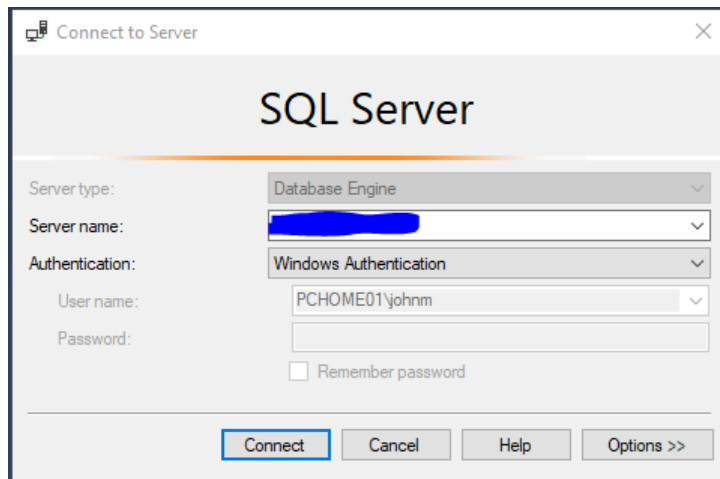 Connect to Server
SQL Server
Server type: Database Engine
Server name:
Authentication: Windows Authentication
User name: PCHOME01\johnm
Password:
Remember password
Connect Cancel Help Options >>